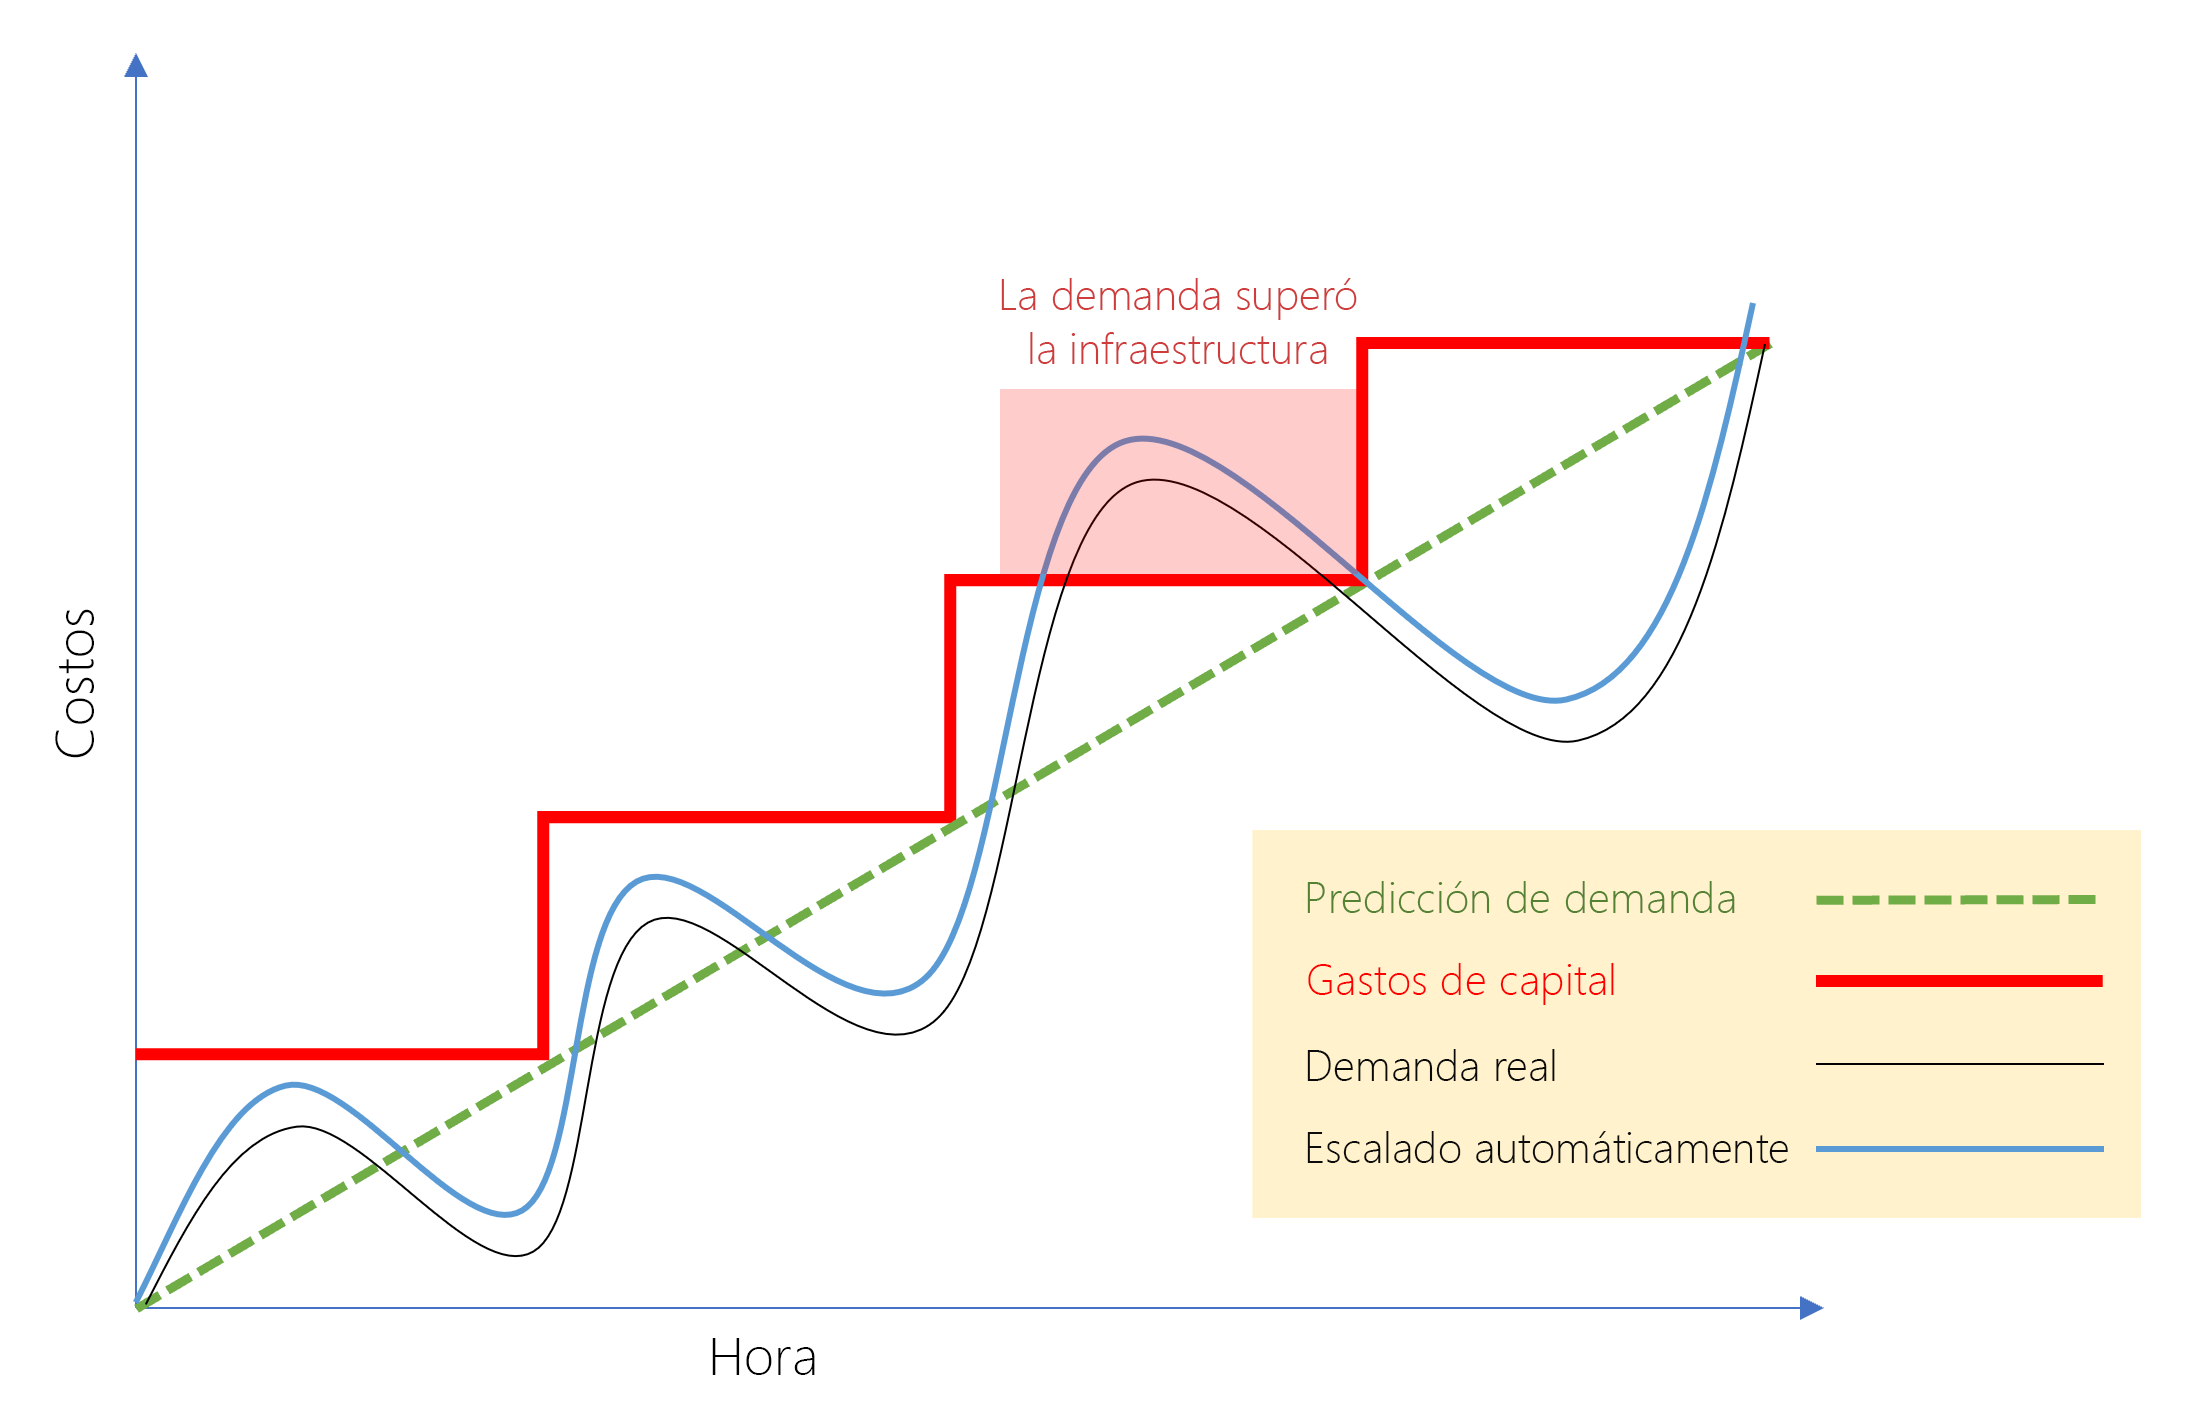 La demanda superó
la infraestructura
Costos
Predicción de demanda
Gastos de capital
Demanda real
Escalado automáticamente
Hora